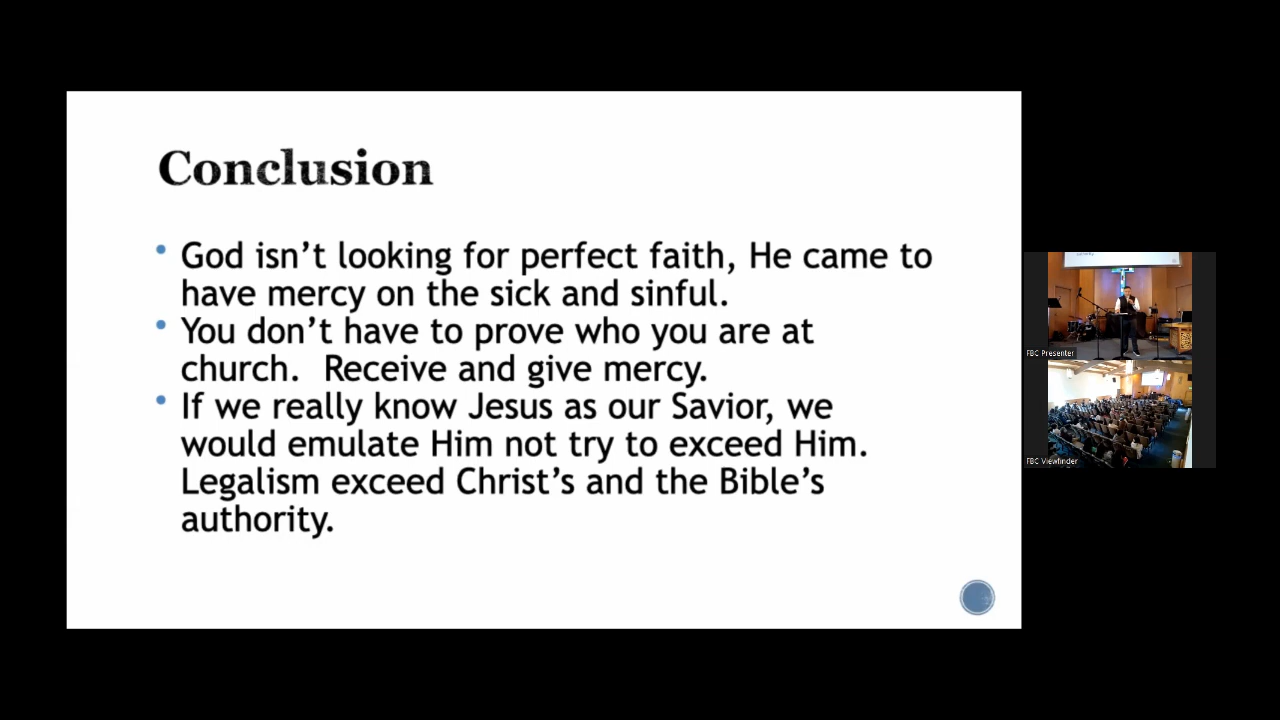 Conclusion
God isn’t looking for perfect faith, He came to
have mercy on the sick and sinful.
You don’t have to prove who you are at
church.  Receive and give mercy.
If we really know Jesus as our Savior, we
would emulate Him not try to exceed Him.
Legalism exceed Christ’s and the Bible’s
authority.
FBC Presenter
FBC Viewfinder